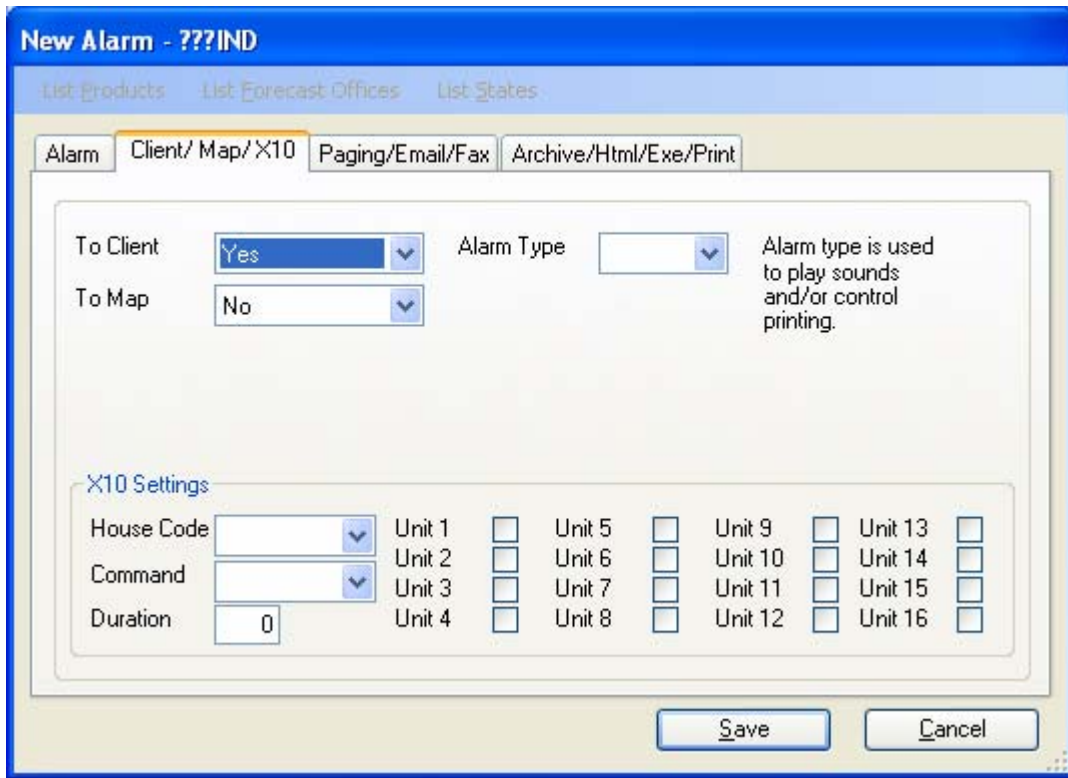 New Alarm - ???IND
List Products List Forecast Offices List States
Alarm Client/ Map/ X10 Paging/Email/Fax Archive/Html/Exe/Print
To Client Yes Alarm Type Alarm type is used
to play sounds
To Map No and/or control
printing.
X10 Settings
House Code Unit 1 Unit 5 Unit 9 Unit 13
Unit 2 Unit 6 Unit 10 Unit 14
Command Unit 3 Unit 7 Unit 11 Unit 15
Duration 0 Unit 4 Unit 8 Unit 12 Unit 16
Save Cancel